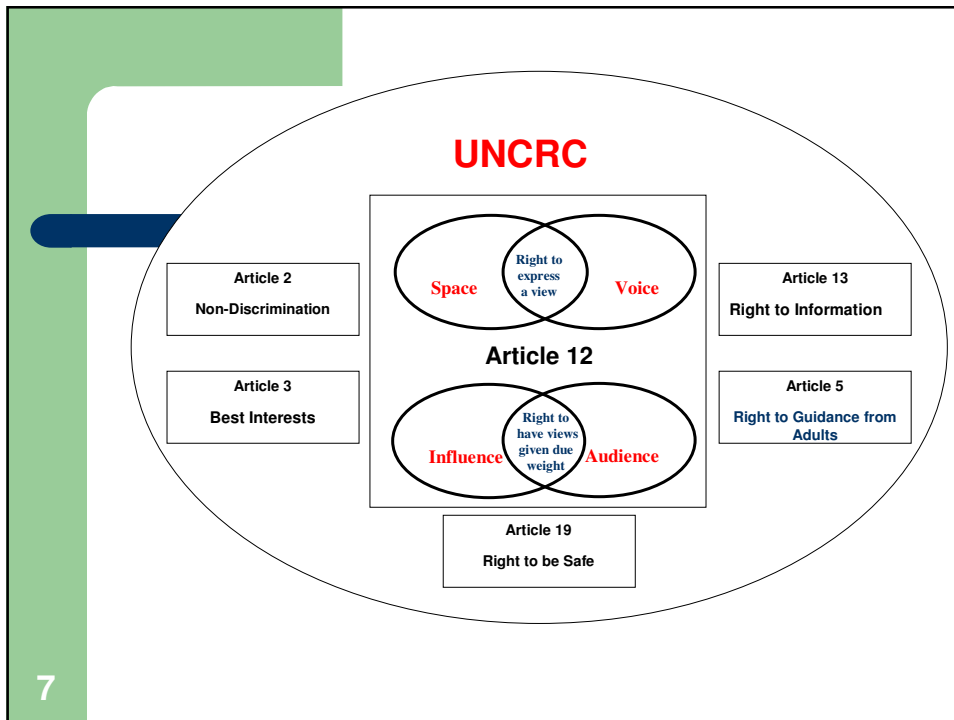 UNCRC
Article 2
Non-Discrimination
Article 3
Best Interests
Space
Right to
express
a view
Voice
Article 12
Influence
Right to
have views
given due
weight
Audience
Article 13
Right to Information
Article 5
Right to Guidance from
Adults
Article 19
Right to be Safe
7